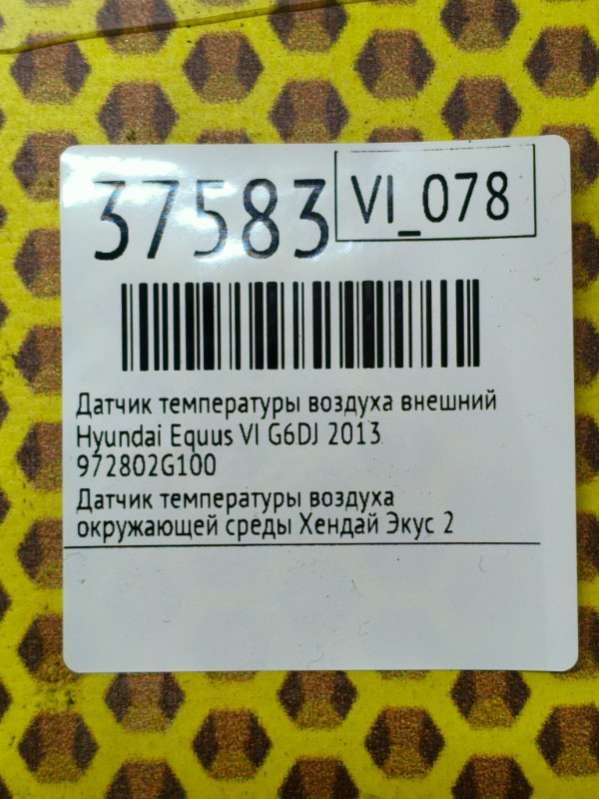 37583
VI_078
Датчик температуры воздуха внешний
Hyundai Equus VI G6DJ 2013
972802G100
Датчик температуры воздуха
окружающей среды Хендай Экус 2